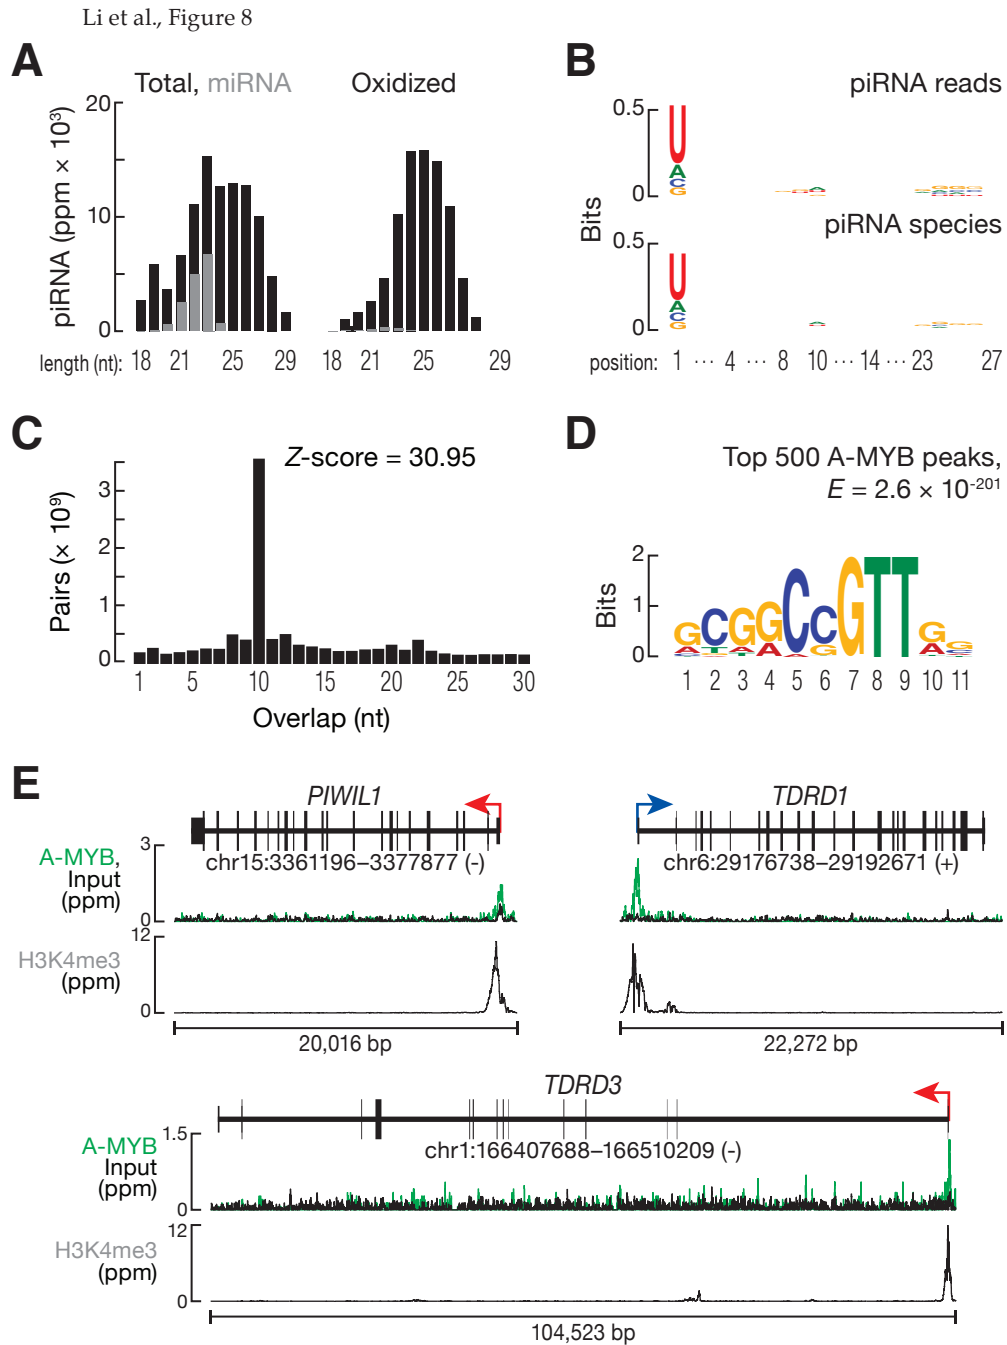 Li et al., Figure 8
A
Total, miRNA
Oxidized
piRNA (ppm × 10³)
20
10
0
length (nt): 18 21 25 29 18 21 25 29
B
piRNA reads
0.5
0
U
A
C
G
Bits
piRNA species
0.5
0
U
A
C
G
position: 1 ··· 4 ··· 8 10 ··· 14 ··· 23 27
C
Z-score = 30.95
Pairs (× 10⁹)
3
2
1
0
1 5 10 15 20 25 30
Overlap (nt)
D
Top 500 A-MYB peaks,
E = 2.6 × 10⁻²⁰¹
Bits
2
1
0
GCGGCCGTTGG
1 2 3 4 5 6 7 8 9 10 11
E
PIWIL1
chr15:3361196–3377877 (-)
A-MYB,
Input
(ppm)
3
0
H3K4me3
(ppm)
12
0
20,016 bp
TDRD1
chr6:29176738–29192671 (+)
22,272 bp
TDRD3
chr1:166407688–166510209 (-)
A-MYB
Input
(ppm)
1.5
0
H3K4me3
(ppm)
12
0
104,523 bp